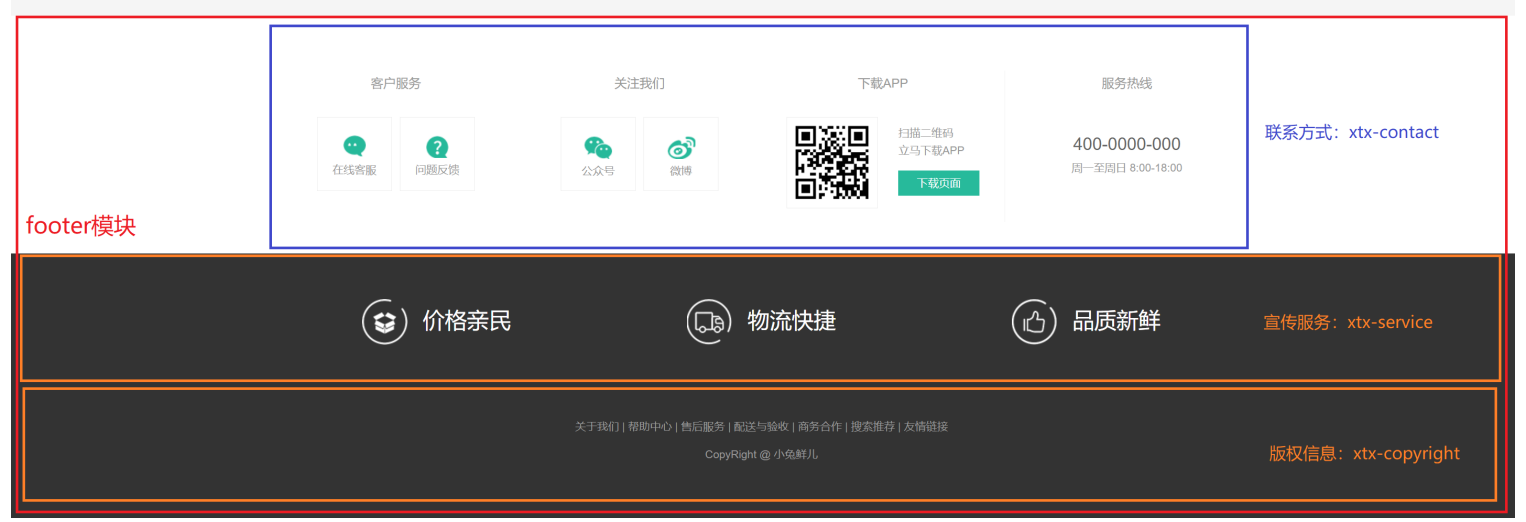 客户服务
关注我们
下载APP
服务热线
在线客服
问题反馈
公众号
微博
扫描二维码
立马下载APP
下载页面
400-0000-000
周一至周日 8:00-18:00
联系方式：xtx-contact
footer模块
价格亲民
物流快捷
品质新鲜
宣传服务：xtx-service
关于我们 | 帮助中心 | 售后服务 | 配送与验收 | 商务合作 | 搜索推荐 | 友情链接
CopyRight @ 小兔鲜儿
版权信息：xtx-copyright